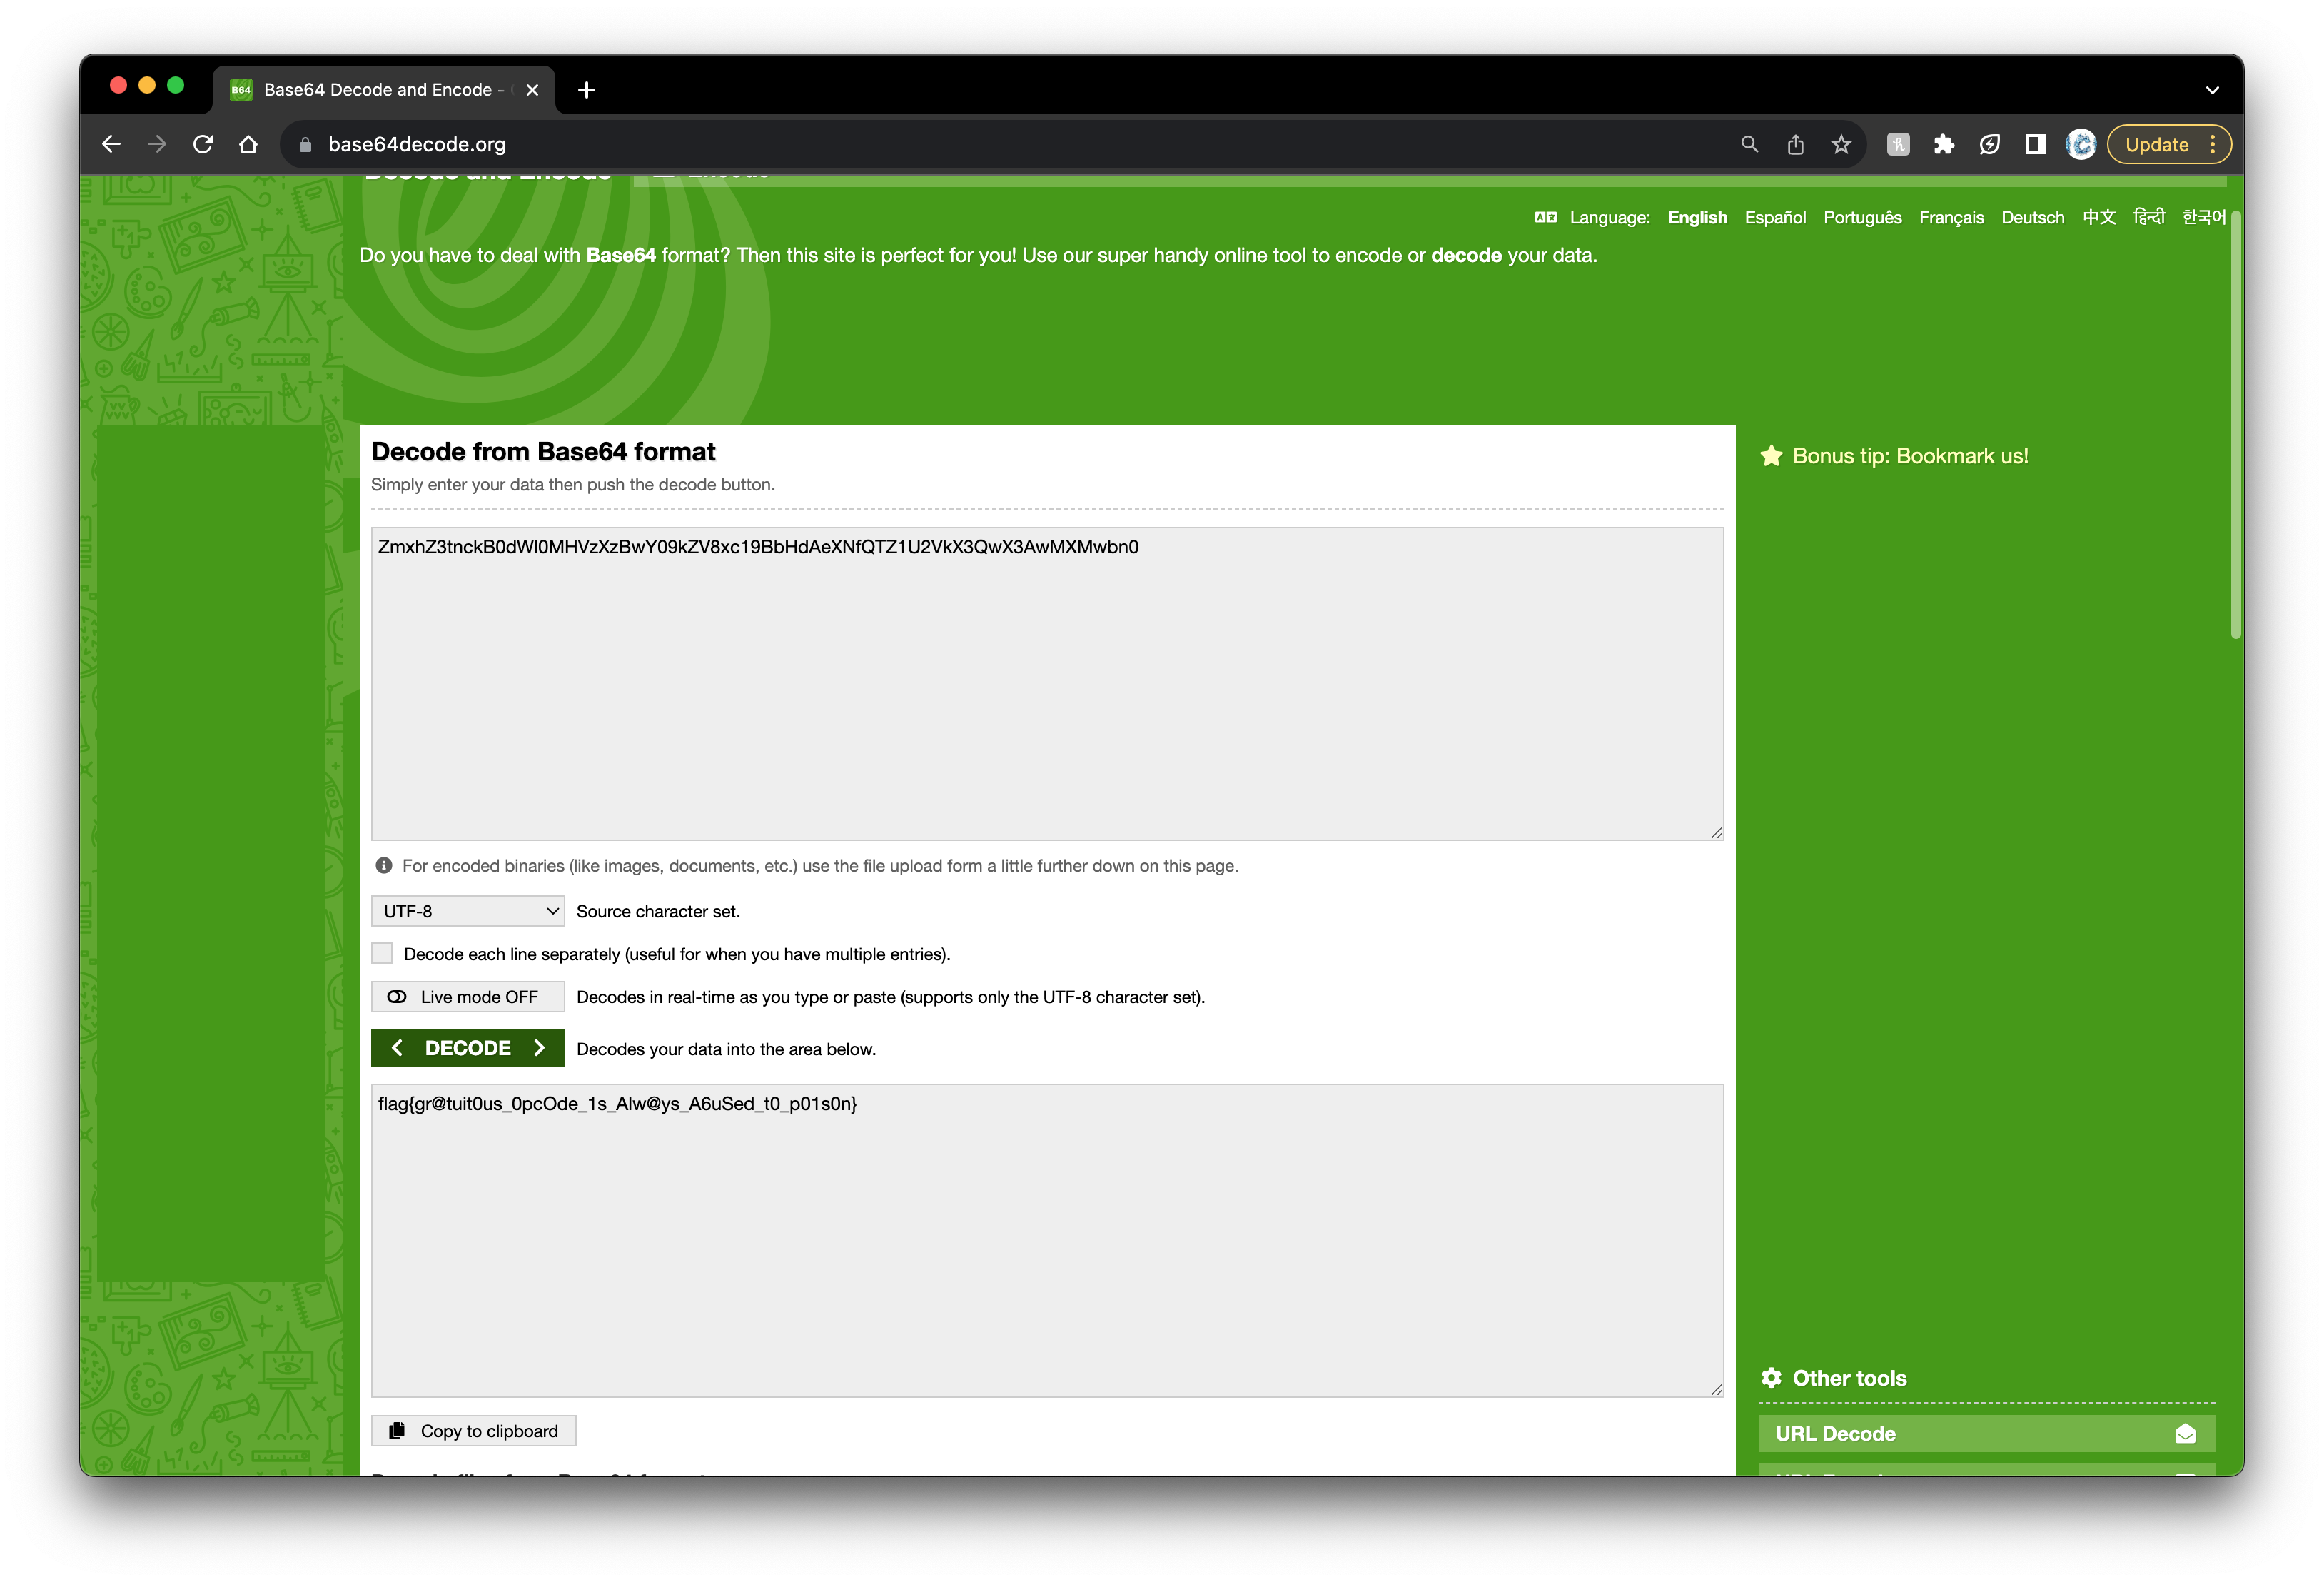 B64 Base64 Decode and Encode -
base64decode.org
Update
Decode and Encode
Encode
Language: English Español Português Français Deutsch 中文 हिन्दी 한국어
Do you have to deal with Base64 format? Then this site is perfect for you! Use our super handy online tool to encode or decode your data.
Decode from Base64 format
Simply enter your data then push the decode button.
Bonus tip: Bookmark us!
ZmxhZ3tnckB0dWl0MHVzXzBwY09kZV8xc19BbHdAeXNfQTZ1U2VkX3QwX3AwMXMwbn0
For encoded binaries (like images, documents, etc.) use the file upload form a little further down on this page.
UTF-8 Source character set.
Decode each line separately (useful for when you have multiple entries).
Live mode OFF Decodes in real-time as you type or paste (supports only the UTF-8 character set).
DECODE Decodes your data into the area below.
flag{gr@tuit0us_0pcOde_1s_Alw@ys_A6uSed_t0_p01s0n}
Other tools
Copy to clipboard
URL Decode